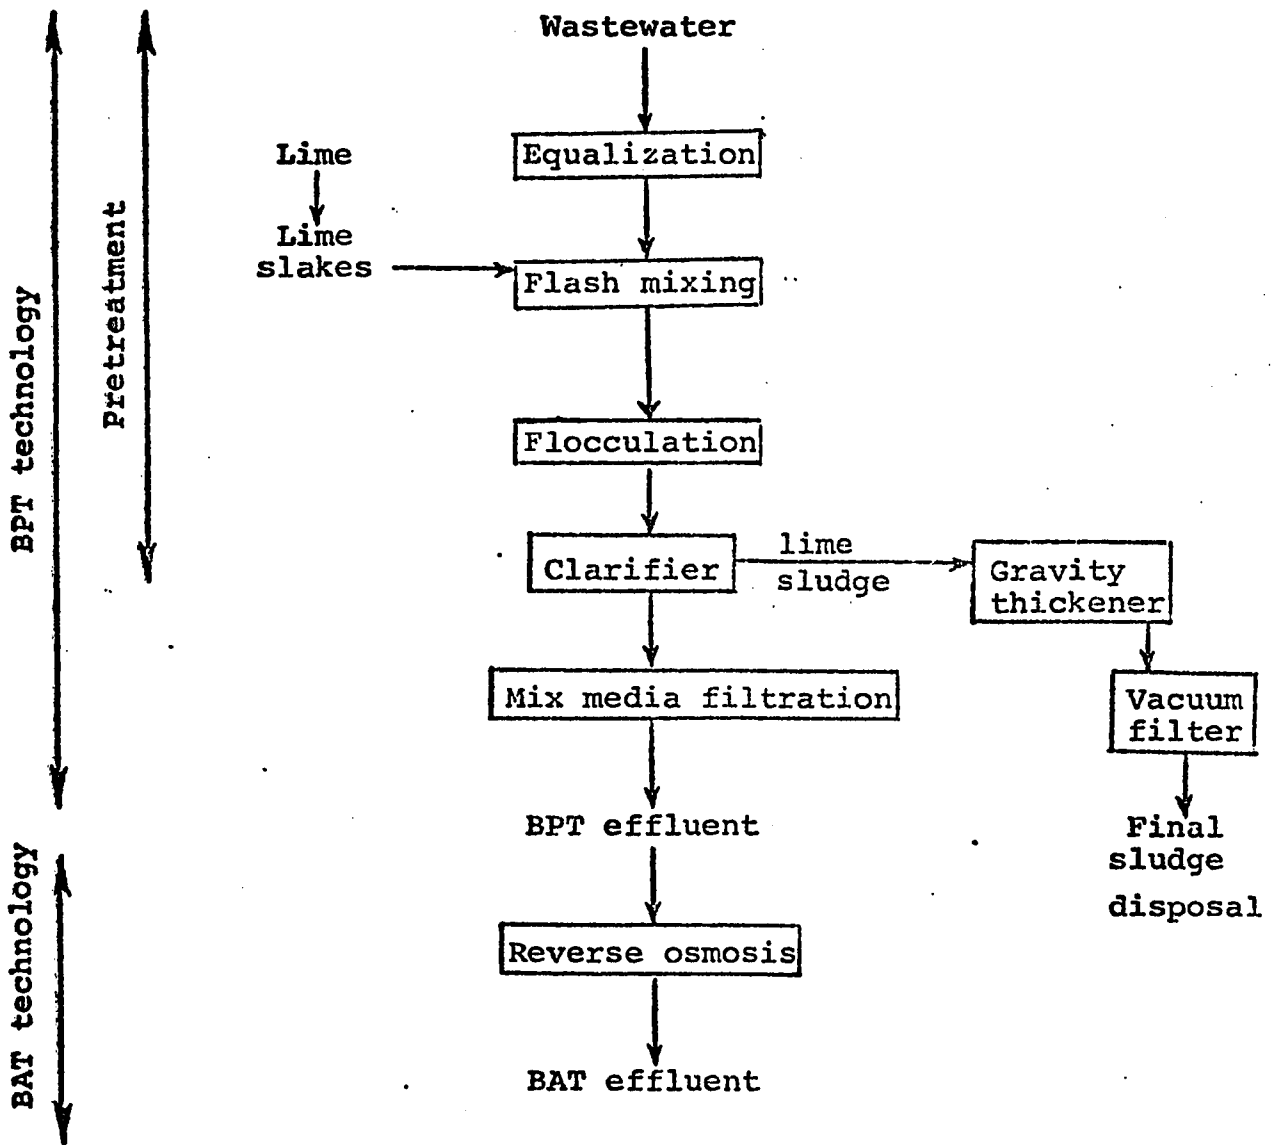 Wastewater
Equalization
Lime
Lime
slakes
Flash mixing
Flocculation
Clarifier
lime
sludge
Gravity
thickener
Mix media filtration
Vacuum
filter
BPT effluent
Final
sludge
disposal
Reverse osmosis
BAT effluent
Pretreatment
BPT technology
BAT technology